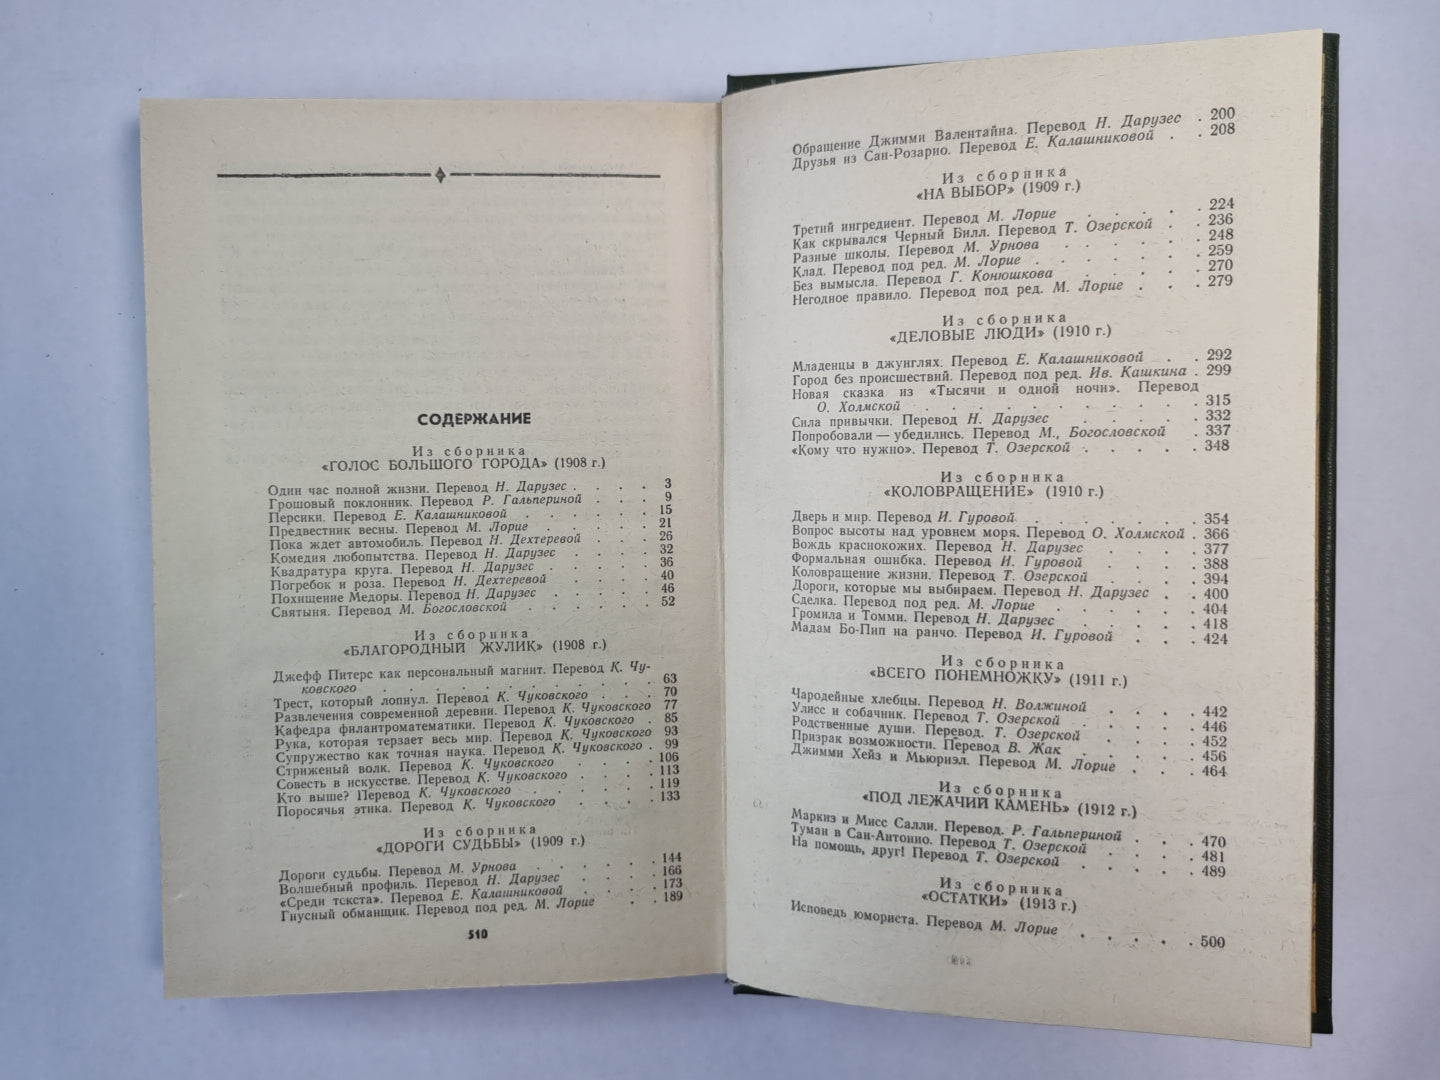 СОДЕРЖАНИЕ
Из сборника
«ГОЛОС БОЛЬШОГО ГОРОДА» (1908 г.)
Один час полной жизни. Перевод Н. Дарузес . . . . 3
Грошовый поклонник. Перевод Р. Гальпериной . . . 9
Персики. Перевод Е. Калашниковой . . . . . . 15
Предвестник весны. Перевод М. Лорие . . . . . 21
Пока ждет автомобиль. Перевод Н. Дехтеревой . . . 26
Комедия любопытства. Перевод Н. Дарузес . . . . 32
Квадратура круга. Перевод Н. Дарузес . . . . . 36
Погребок и роза. Перевод Н. Дехтеревой . . . . 40
Похищение Медоры. Перевод Н. Дарузес . . . . . 46
Святыня. Перевод М. Богословской . . . . . . 52
Из сборника
«БЛАГОРОДНЫЙ ЖУЛИК» (1908 г.)
Джефф Питерс как персональный магнит. Перевод К. Чу-
ковского . . . . . . . . . . . 63
Трест, который лопнул. Перевод К. Чуковского . . . 70
Развлечения современной деревни. Перевод К. Чуковского 77
Кафедра филантроматематики. Перевод К. Чуковского . 85
Рука, которая терзает весь мир. Перевод К. Чуковского 93
Супружество как точная наука. Перевод К. Чуковского . 99
Стриженый волк. Перевод К. Чуковского . . . . 106
Совесть в искусстве. Перевод К. Чуковского . . . . 113
Кто выше? Перевод К. Чуковского . . . . . . 119
Поросячья этика. Перевод К. Чуковского . . . . 133
Из сборника
«ДОРОГИ СУДЬБЫ» (1909 г.)
Дороги судьбы. Перевод М. Урнова . . . . . . 144
Волшебный профиль. Перевод Н. Дарузес . . . . . 166
«Среди текста». Перевод Е. Калашниковой . . . . . 173
Гнусный обманщик. Перевод под ред. М. Лорие . . 189
510
Обращение Джимми Валентайна. Перевод Н. Дарузес . 200
Друзья из Сан-Розарио. Перевод Е. Калашниковой . . 208
Из сборника
«НА ВЫБОР» (1909 г.)
Третий ингредиент. Перевод М. Лорие . . . . . 224
Как скрывался Черный Билл. Перевод Т. Озерской . . 236
Разные школы. Перевод М. Урнова . . . . . . 248
Клад. Перевод под ред. М. Лорие . . . . . . . 259
Без вымысла. Перевод Г. Конюшкова . . . . . 270
Негодное правило. Перевод под ред. М. Лорие . . . 279
Из сборника
«ДЕЛОВЫЕ ЛЮДИ» (1910 г.)
Младенцы в джунглях. Перевод Е. Калашниковой . . 292
Город без происшествий. Перевод под ред. Ив. Кашкина . 299
Новая сказка из «Тысячи и одной ночи». Перевод
О. Холмской . . . . . . . . . . . 315
Сила привычки. Перевод Н. Дарузес . . . . . . 332
Попробовали — убедились. Перевод М., Богословской . 337
«Кому что нужно». Перевод Т. Озерской . . . . . 348
Из сборника
«КОЛОВРАЩЕНИЕ» (1910 г.)
Дверь и мир. Перевод И. Гуровой . . . . . . . 354
Вопрос высоты над уровнем моря. Перевод О. Холмской . 366
Вождь краснокожих. Перевод Н. Дарузес . . . . . 377
Формальная ошибка. Перевод И. Гуровой . . . . . 388
Коловращение жизни. Перевод Т. Озерской . . . . . 394
Дороги, которые мы выбираем. Перевод Н. Дарузес . . 400
Сделка. Перевод под ред. М. Лорие . . . . . . 404
Громила и Томми. Перевод Н. Дарузес . . . . . 418
Мадам Бо-Пип на ранчо. Перевод И. Гуровой . . . 424
Из сборника
«ВСЕГО ПОНЕМНОЖКУ» (1911 г.)
Чародейные хлебцы. Перевод Н. Волжиной . . . . 442
Улисс и собачник. Перевод Т. Озерской . . . . . 446
Родственные души. Перевод. Т. Озерской . . . . 452
Призрак возможности. Перевод В. Жак . . . . . 456
Джимми Хейз и Мьюриэл. Перевод М. Лорие . . . 464
Из сборника
«ПОД ЛЕЖАЧИЙ КАМЕНЬ» (1912 г.)
Маркиз и Мисс Салли. Перевод. Р. Гальпериной . . . 470
Туман в Сан-Антонио. Перевод Т. Озерской . . . . 481
На помощь, друг! Перевод Т. Озерской . . . . . 489
Из сборника
«ОСТАТКИ» (1913 г.)
Исповедь юмориста. Перевод М. Лорие . . . . . 500